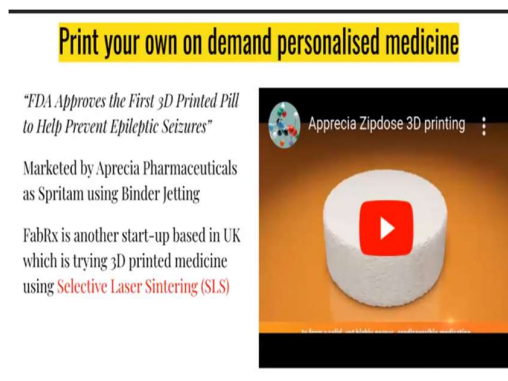 Print your own on demand personalised medicine
“FDA Approves the First 3D Printed Pill
to Help Prevent Epileptic Seizures”
Marketed by Aprecia Pharmaceuticals
as Spritam using Binder Jetting
FabRx is another start-up based in UK
which is trying 3D printed medicine
using Selective Laser Sintering (SLS)
Apprecia Zipdose 3D printing